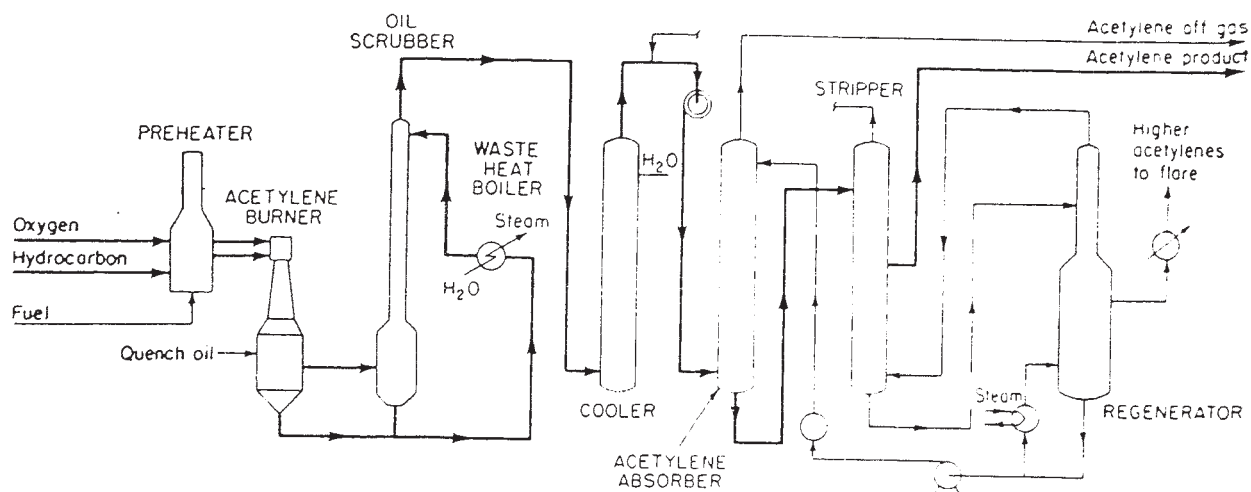 OIL
SCRUBBER
Acetylene off gas
Acetylene product
STRIPPER
PREHEATER
WASTE
HEAT
BOILER
H₂O
Higher
acetylenes
to flare
ACETYLENE
BURNER
Steam
Oxygen
Hydrocarbon
H₂O
Fuel
Quench oil
COOLER
Steam
REGENERATOR
ACETYLENE
ABSORBER